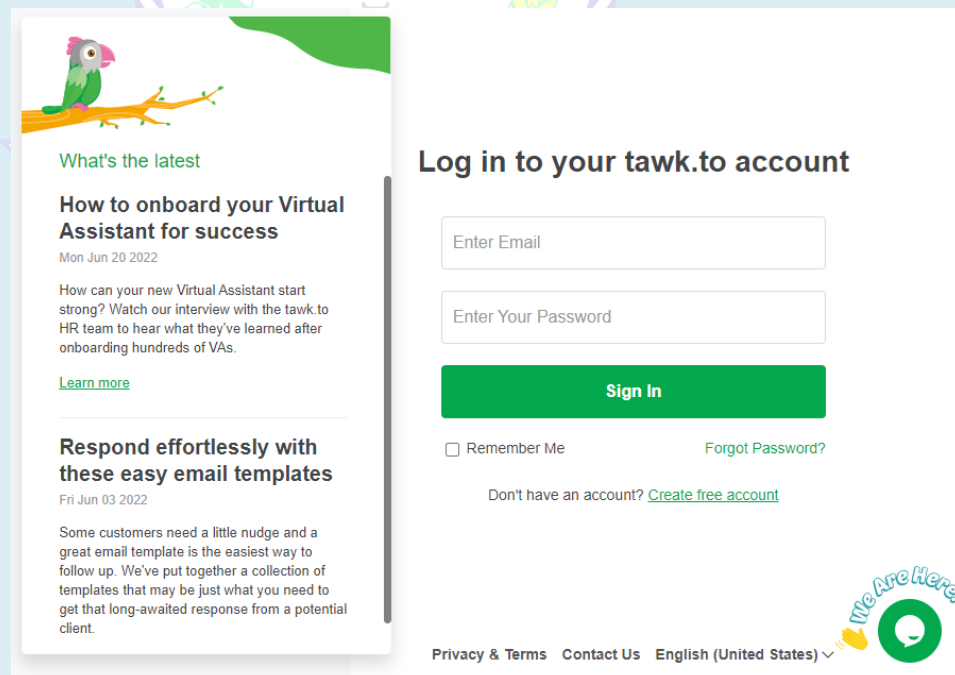 What's the latest
How to onboard your Virtual
Assistant for success
Mon Jun 20 2022
How can your new Virtual Assistant start
strong? Watch our interview with the tawk.to
HR team to hear what they've learned after
onboarding hundreds of VAs.
Learn more
Respond effortlessly with
these easy email templates
Fri Jun 03 2022
Some customers need a little nudge and a
great email template is the easiest way to
follow up. We've put together a collection of
templates that may be just what you need to
get that long-awaited response from a potential
client.
Log in to your tawk.to account
Enter Email
Enter Your Password
Sign In
Remember Me
Forgot Password?
Don't have an account? Create free account
We Are Here!
Privacy & Terms
Contact Us
English (United States)